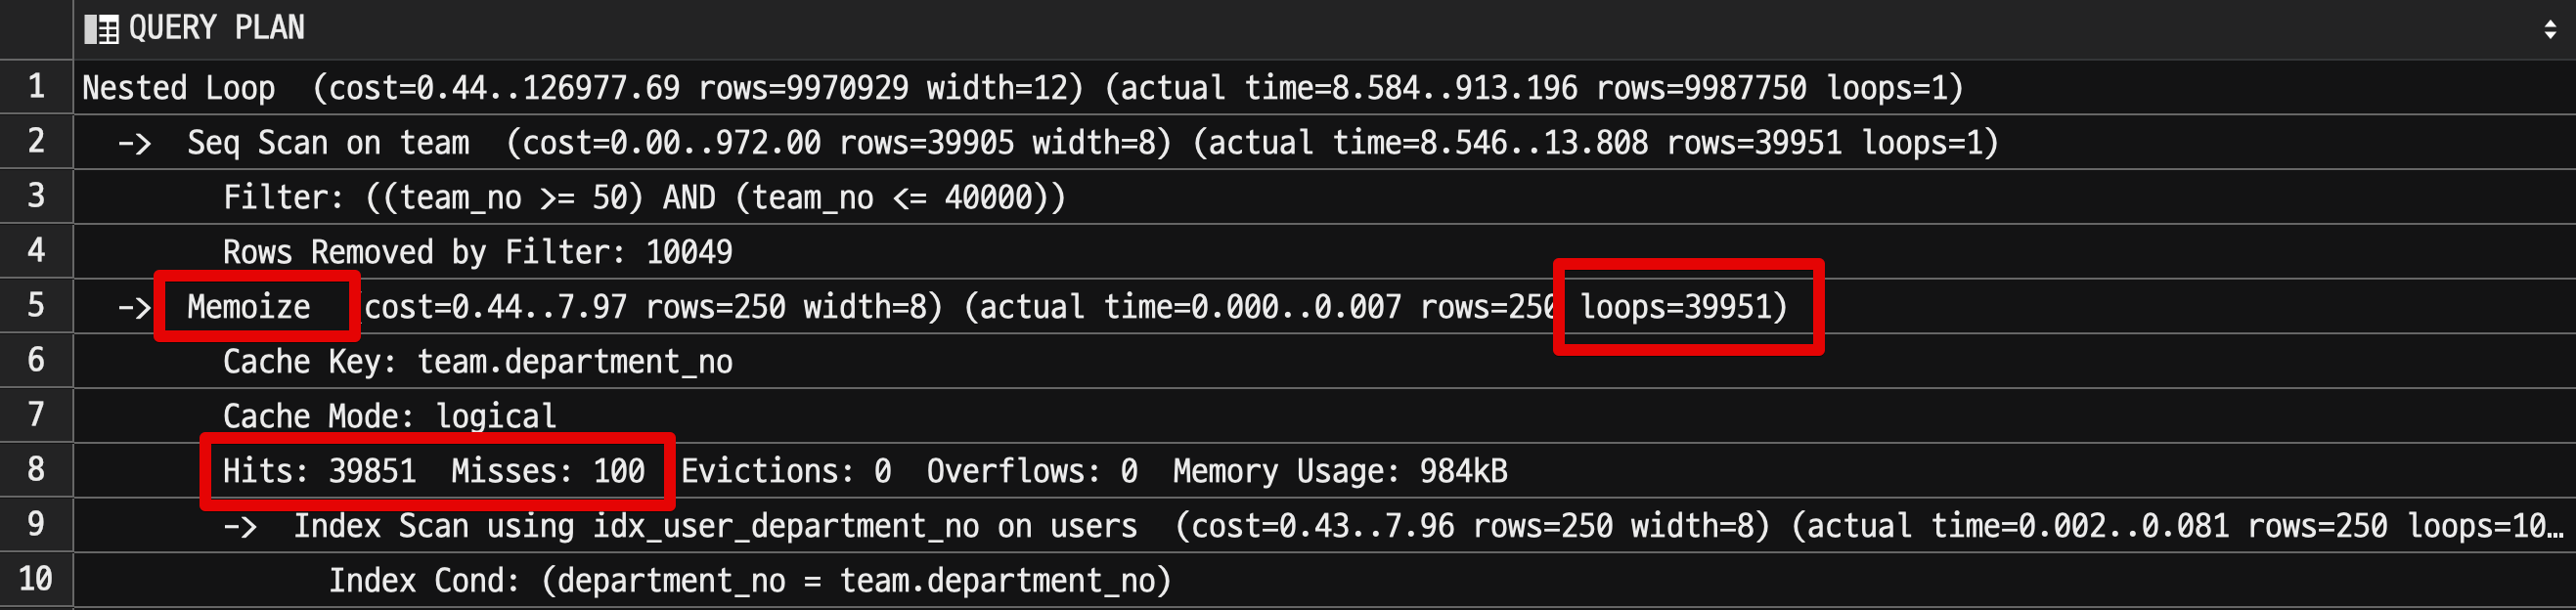 QUERY PLAN
1 Nested Loop (cost=0.44..126977.69 rows=9970929 width=12) (actual time=8.584..913.196 rows=9987750 loops=1)
2 -> Seq Scan on team (cost=0.00..972.00 rows=39905 width=8) (actual time=8.546..13.808 rows=39951 loops=1)
3 Filter: ((team_no >= 50) AND (team_no <= 40000))
4 Rows Removed by Filter: 10049
5 -> Memoize (cost=0.44..7.97 rows=250 width=8) (actual time=0.000..0.007 rows=250 loops=39951)
6 Cache Key: team.department_no
7 Cache Mode: logical
8 Hits: 39851 Misses: 100 Evictions: 0 Overflows: 0 Memory Usage: 984kB
9 -> Index Scan using idx_user_department_no on users (cost=0.43..7.96 rows=250 width=8) (actual time=0.002..0.081 rows=250 loops=10…
10 Index Cond: (department_no = team.department_no)